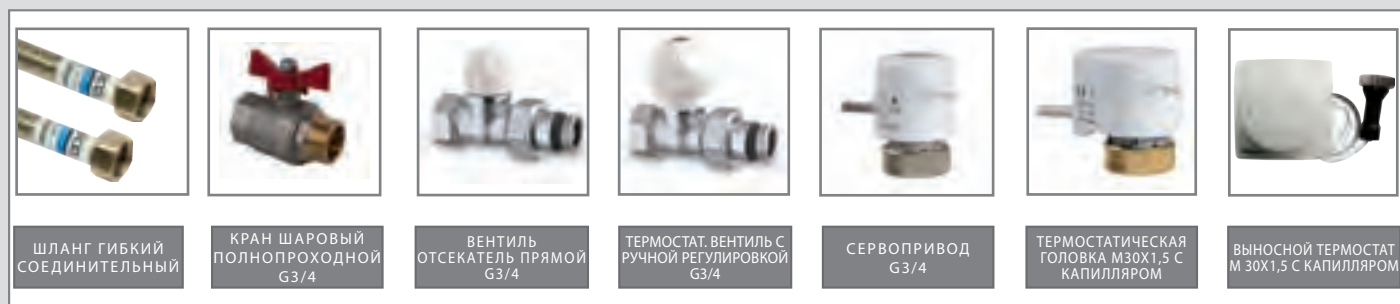 ШЛАНГ ГИБКИЙ
СОЕДИНИТЕЛЬНЫЙ
КРАН ШАРОВЫЙ
ПОЛНОПРОХОДНОЙ
G3/4
ВЕНТИЛЬ
ОТСЕКАТЕЛЬ ПРЯМОЙ
G3/4
ТЕРМОСТАТ. ВЕНТИЛЬ С
РУЧНОЙ РЕГУЛИРОВКОЙ
G3/4
СЕРВОПРИВОД
G3/4
ТЕРМОСТАТИЧЕСКАЯ
ГОЛОВКА М30Х1,5 С
КАПИЛЛЯРОМ
ВЫНОСНОЙ ТЕРМОСТАТ
М 30Х1,5 С КАПИЛЛЯРОМ